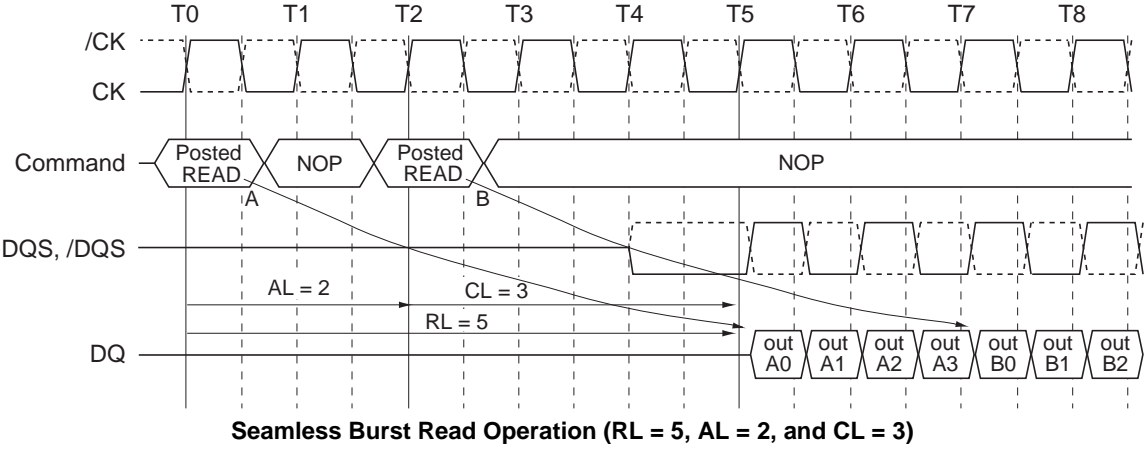 T0 T1 T2 T3 T4 T5 T6 T7 T8
/CK
CK
Command
Posted
READ
NOP
Posted
READ
NOP
A
B
DQS, /DQS
AL = 2
CL = 3
RL = 5
DQ
out
A0
out
A1
out
A2
out
A3
out
B0
out
B1
out
B2
Seamless Burst Read Operation (RL = 5, AL = 2, and CL = 3)